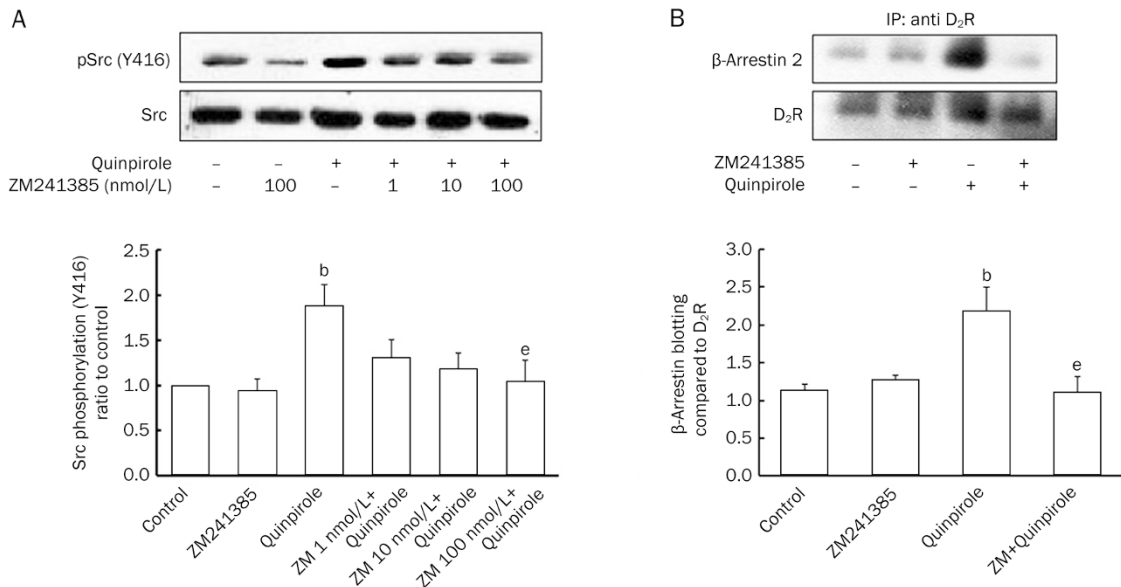 A
pSrc (Y416)
Src
Quinpirole – – + + + +
ZM241385 (nmol/L) – 100 – 1 10 100
Src phosphorylation (Y416)
ratio to control
2.5
2.0
1.5
1.0
0.5
0.0
b
e
Control
ZM241385
Quinpirole
ZM 1 nmol/L+
Quinpirole
ZM 10 nmol/L+
Quinpirole
ZM 100 nmol/L+
Quinpirole
B
IP: anti D₂R
β-Arrestin 2
D₂R
ZM241385 – + – +
Quinpirole – – + +
β-Arrestin blotting
compared to D₂R
3.0
2.5
2.0
1.5
1.0
0.5
0.0
b
e
Control
ZM241385
Quinpirole
ZM+Quinpirole